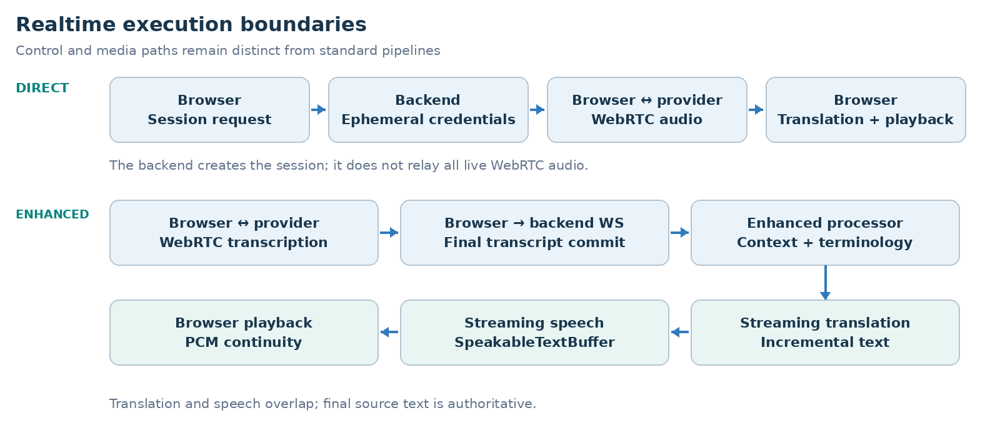 Realtime execution boundaries
Control and media paths remain distinct from standard pipelines
DIRECT
Browser
Session request
Backend
Ephemeral credentials
Browser ↔ provider
WebRTC audio
Browser
Translation + playback
The backend creates the session; it does not relay all live WebRTC audio.
ENHANCED
Browser ↔ provider
WebRTC transcription
Browser → backend WS
Final transcript commit
Enhanced processor
Context + terminology
Streaming translation
Incremental text
Streaming speech
SpeakableTextBuffer
Browser playback
PCM continuity
Translation and speech overlap; final source text is authoritative.